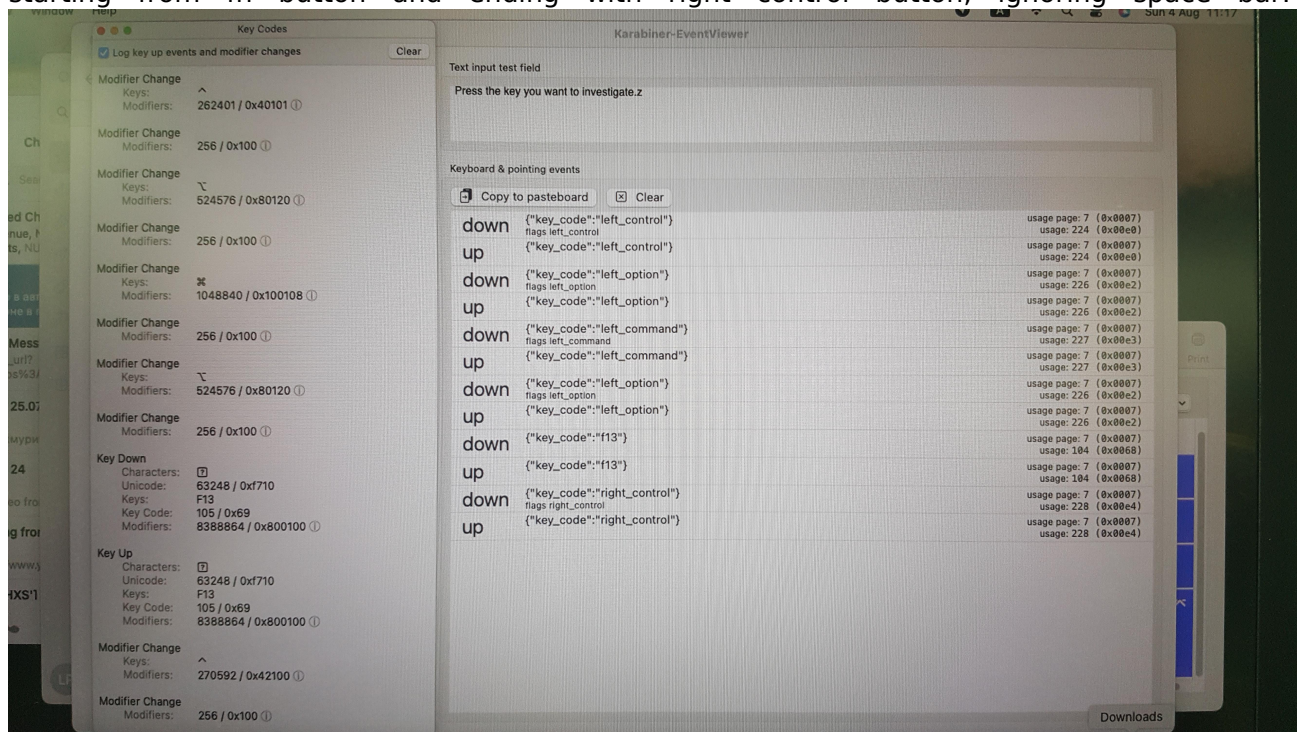 starting from fn button and ending with right control button, ignoring space bar.
Window Help
Sun 4 Aug 11:17
Key Codes
Log key up events and modifier changes
Clear
Modifier Change
Keys: ^
Modifiers: 262401 / 0x40101 ⓘ
Modifier Change
Modifiers: 256 / 0x100 ⓘ
Modifier Change
Keys: ⌥
Modifiers: 524576 / 0x80120 ⓘ
Modifier Change
Modifiers: 256 / 0x100 ⓘ
Modifier Change
Keys: ⌘
Modifiers: 1048840 / 0x100108 ⓘ
Modifier Change
Modifiers: 256 / 0x100 ⓘ
Modifier Change
Keys: ⌥
Modifiers: 524576 / 0x80120 ⓘ
Modifier Change
Modifiers: 256 / 0x100 ⓘ
Key Down
Characters: [?]
Unicode: 63248 / 0xf710
Keys: F13
Key Code: 105 / 0x69
Modifiers: 8388864 / 0x800100 ⓘ
Key Up
Characters: [?]
Unicode: 63248 / 0xf710
Keys: F13
Key Code: 105 / 0x69
Modifiers: 8388864 / 0x800100 ⓘ
Modifier Change
Keys: ^
Modifiers: 270592 / 0x42100 ⓘ
Modifier Change
Modifiers: 256 / 0x100 ⓘ
Karabiner-EventViewer
Text input test field
Press the key you want to investigate.z
Keyboard & pointing events
Copy to pasteboard
Clear
down {"key_code":"left_control"} usage page: 7 (0x0007)
flags left_control usage: 224 (0x00e0)
up {"key_code":"left_control"} usage page: 7 (0x0007)
usage: 224 (0x00e0)
down {"key_code":"left_option"} usage page: 7 (0x0007)
flags left_option usage: 226 (0x00e2)
up {"key_code":"left_option"} usage page: 7 (0x0007)
usage: 226 (0x00e2)
down {"key_code":"left_command"} usage page: 7 (0x0007)
flags left_command usage: 227 (0x00e3)
up {"key_code":"left_command"} usage page: 7 (0x0007)
usage: 227 (0x00e3)
down {"key_code":"left_option"} usage page: 7 (0x0007)
flags left_option usage: 226 (0x00e2)
up {"key_code":"left_option"} usage page: 7 (0x0007)
usage: 226 (0x00e2)
down {"key_code":"f13"} usage page: 7 (0x0007)
usage: 104 (0x0068)
up {"key_code":"f13"} usage page: 7 (0x0007)
usage: 104 (0x0068)
down {"key_code":"right_control"} usage page: 7 (0x0007)
flags right_control usage: 228 (0x00e4)
up {"key_code":"right_control"} usage page: 7 (0x0007)
usage: 228 (0x00e4)
Print
Downloads
Mess
25.07
24